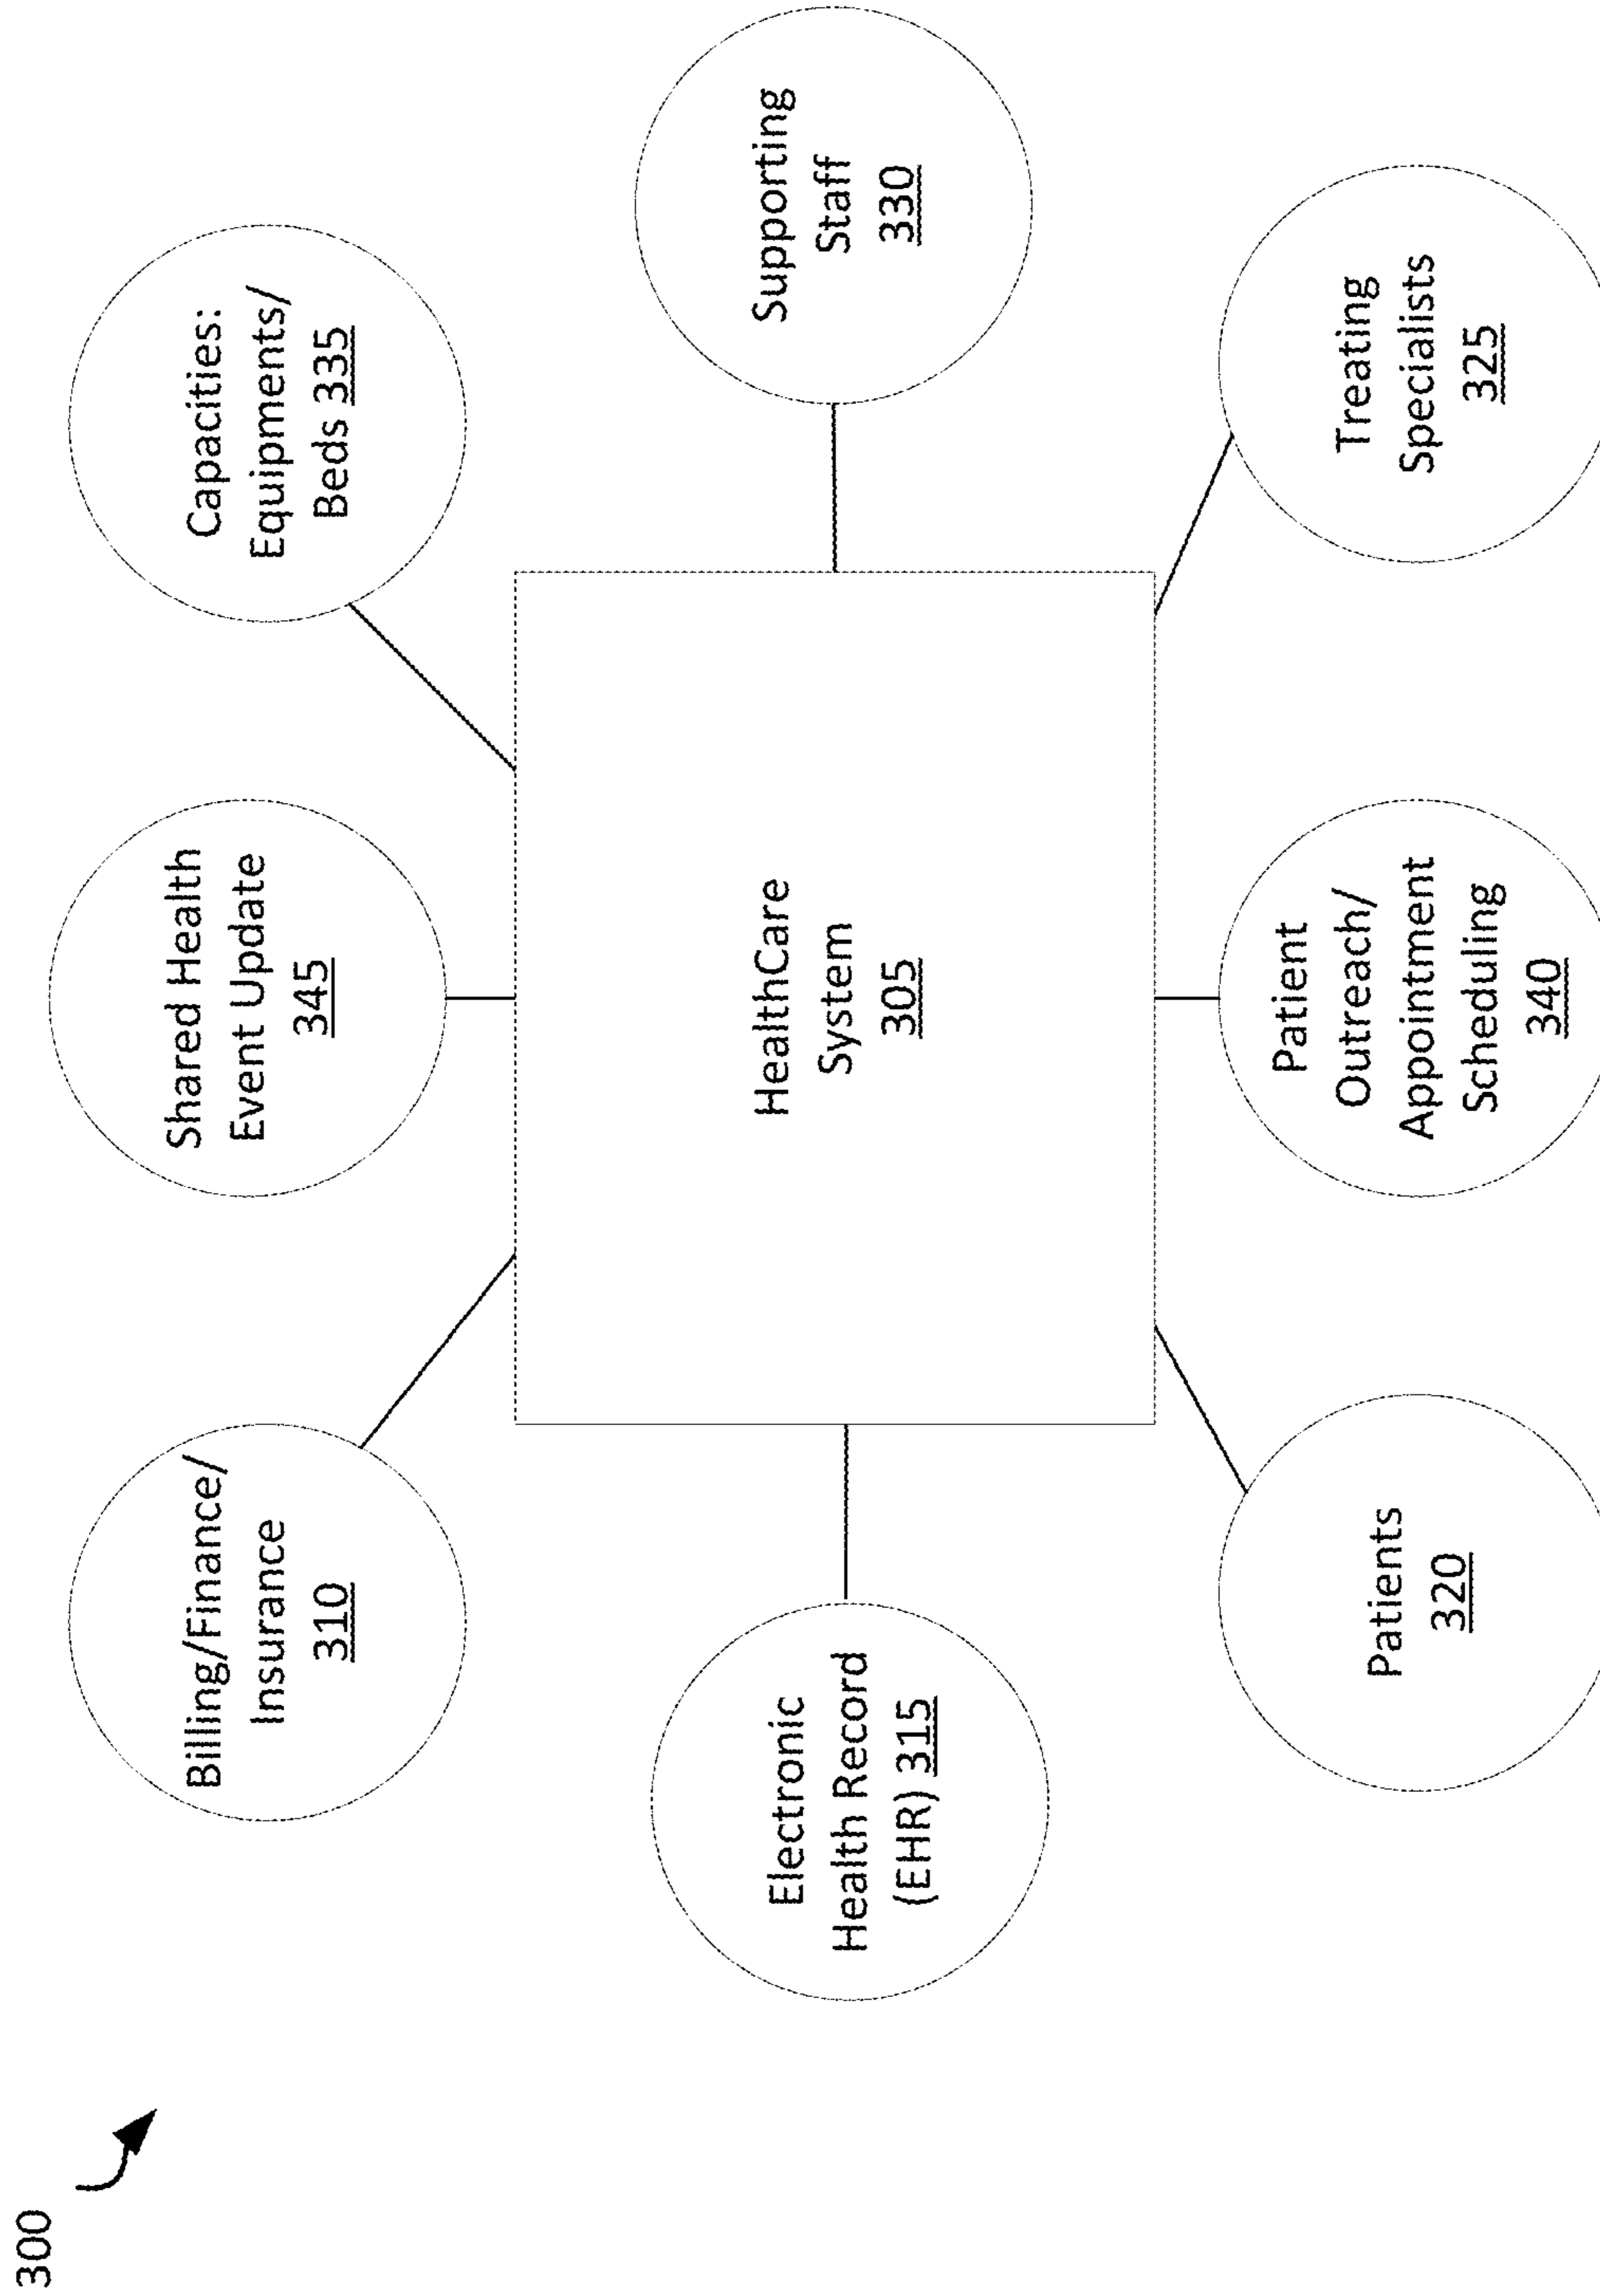 300
Billing/Finance/
Insurance
310
Shared Health
Event Update
345
Capacities:
Equipments/
Beds 335
Electronic
Health Record
(EHR) 315
HealthCare
System
305
Supporting
Staff
330
Patients
320
Patient
Outreach/
Appointment
Scheduling
340
Treating
Specialists
325